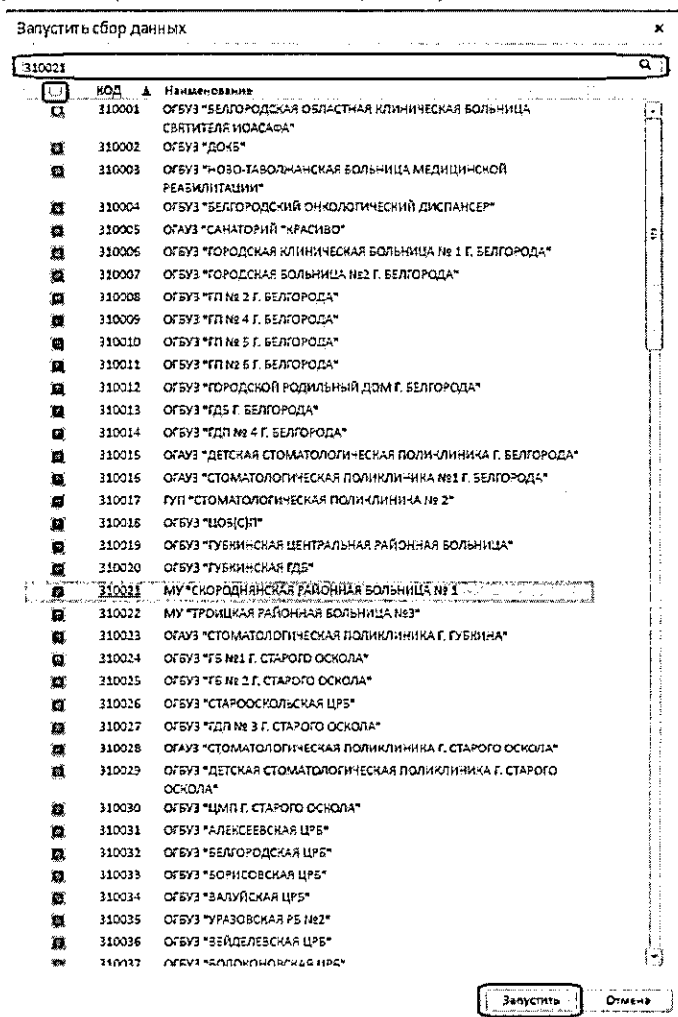 Запустить сбор данных
310021
КОД Наименование
310001 ОГБУЗ "БЕЛГОРОДСКАЯ ОБЛАСТНАЯ КЛИНИЧЕСКАЯ БОЛЬНИЦА
СВЯТИТЕЛЯ ИОАСАФА"
310002 ОГБУЗ "ДОКБ"
310003 ОГБУЗ "НОВО-ТАВОЛЖАНСКАЯ БОЛЬНИЦА МЕДИЦИНСКОЙ
РЕАБИЛИТАЦИИ"
310004 ОГБУЗ "БЕЛГОРОДСКИЙ ОНКОЛОГИЧЕСКИЙ ДИСПАНСЕР"
310005 ОГАУЗ "САНАТОРИЙ "КРАСИВО"
310006 ОГБУЗ "ГОРОДСКАЯ КЛИНИЧЕСКАЯ БОЛЬНИЦА № 1 Г. БЕЛГОРОДА"
310007 ОГБУЗ "ГОРОДСКАЯ БОЛЬНИЦА №2 Г. БЕЛГОРОДА"
310008 ОГБУЗ "ГП № 2 Г. БЕЛГОРОДА"
310009 ОГБУЗ "ГП № 4 Г. БЕЛГОРОДА"
310010 ОГБУЗ "ГП № 5 Г. БЕЛГОРОДА"
310011 ОГБУЗ "ГП № 6 Г. БЕЛГОРОДА"
310012 ОГБУЗ "ГОРОДСКОЙ РОДИЛЬНЫЙ ДОМ Г. БЕЛГОРОДА"
310013 ОГБУЗ "ГДБ Г. БЕЛГОРОДА"
310014 ОГБУЗ "ГДП № 4 Г. БЕЛГОРОДА"
310015 ОГАУЗ "ДЕТСКАЯ СТОМАТОЛОГИЧЕСКАЯ ПОЛИКЛИНИКА Г. БЕЛГОРОДА"
310016 ОГАУЗ "СТОМАТОЛОГИЧЕСКАЯ ПОЛИКЛИНИКА №1 Г. БЕЛГОРОДА"
310017 ГУП "СТОМАТОЛОГИЧЕСКАЯ ПОЛИКЛИНИКА № 2"
310018 ОГБУЗ "ЦОВ(С)П"
310019 ОГБУЗ "ГУБКИНСКАЯ ЦЕНТРАЛЬНАЯ РАЙОННАЯ БОЛЬНИЦА"
310020 ОГБУЗ "ГУБКИНСКАЯ ГДБ"
310021 МУ "СКОРОДНЯНСКАЯ РАЙОННАЯ БОЛЬНИЦА № 1
310022 МУ "ТРОИЦКАЯ РАЙОННАЯ БОЛЬНИЦА №3"
310023 ОГАУЗ "СТОМАТОЛОГИЧЕСКАЯ ПОЛИКЛИНИКА Г. ГУБКИНА"
310024 ОГБУЗ "ГБ №1 Г. СТАРОГО ОСКОЛА"
310025 ОГБУЗ "ГБ № 2 Г. СТАРОГО ОСКОЛА"
310026 ОГБУЗ "СТАРООСКОЛЬСКАЯ ЦРБ"
310027 ОГБУЗ "ГДП № 3 Г. СТАРОГО ОСКОЛА"
310028 ОГАУЗ "СТОМАТОЛОГИЧЕСКАЯ ПОЛИКЛИНИКА Г. СТАРОГО ОСКОЛА"
310029 ОГБУЗ "ДЕТСКАЯ СТОМАТОЛОГИЧЕСКАЯ ПОЛИКЛИНИКА Г. СТАРОГО
ОСКОЛА"
310030 ОГБУЗ "ЦМП Г. СТАРОГО ОСКОЛА"
310031 ОГБУЗ "АЛЕКСЕЕВСКАЯ ЦРБ"
310032 ОГБУЗ "БЕЛГОРОДСКАЯ ЦРБ"
310033 ОГБУЗ "БОРИСОВСКАЯ ЦРБ"
310034 ОГБУЗ "ВАЛУЙСКАЯ ЦРБ"
310035 ОГБУЗ "УРАЗОВСКАЯ РБ №2"
310036 ОГБУЗ "ВЕЙДЕЛЕВСКАЯ ЦРБ"
310037 ОГБУЗ "ВОЛОКОНОВСКАЯ ЦРБ"
Запустить Отмена